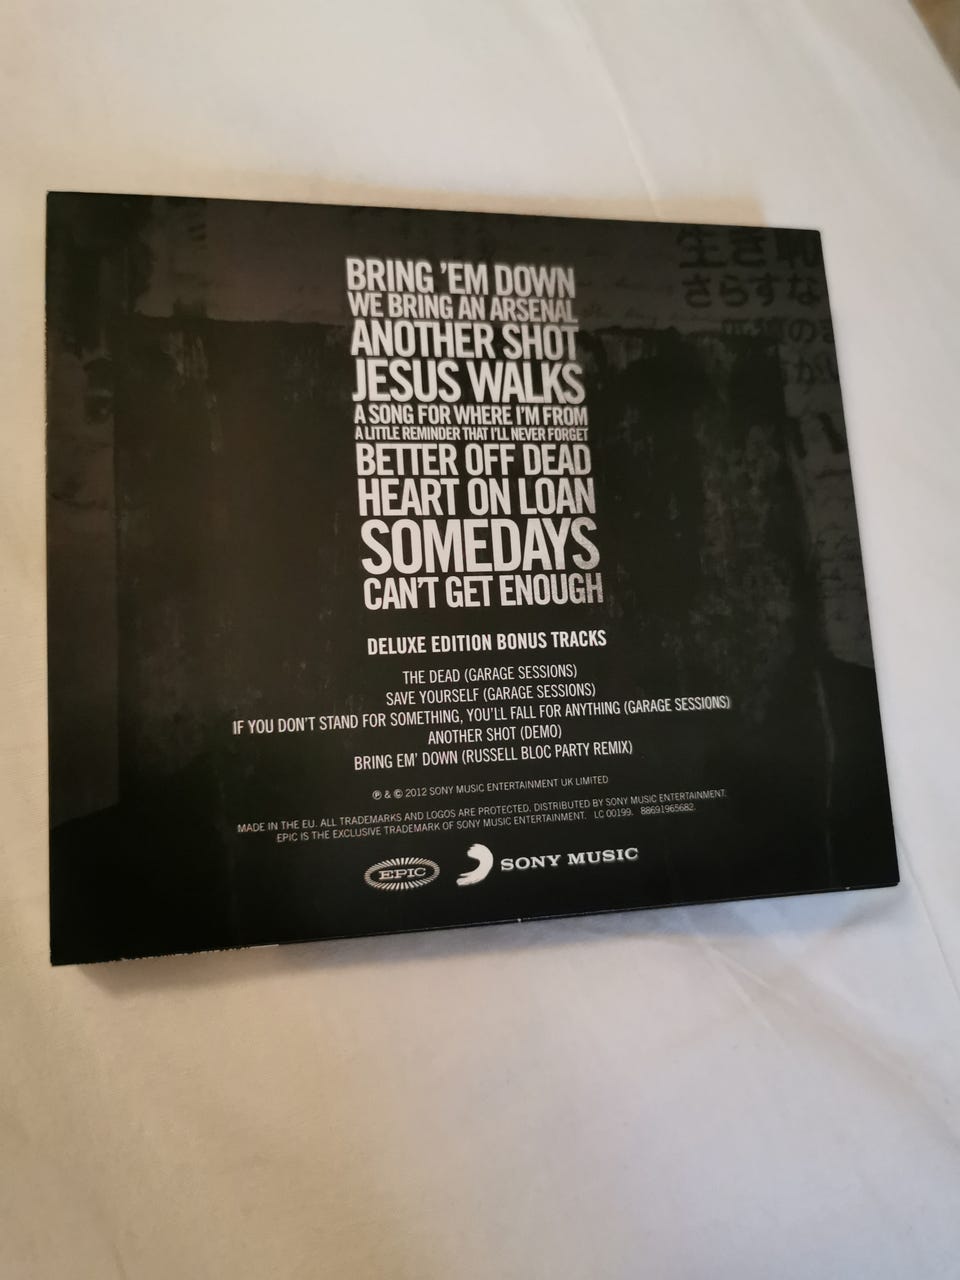 BRING 'EM DOWN
WE BRING AN ARSENAL
ANOTHER SHOT
JESUS WALKS
A SONG FOR WHERE I'M FROM
A LITTLE REMINDER THAT I'LL NEVER FORGET
BETTER OFF DEAD
HEART ON LOAN
SOMEDAYS
CAN'T GET ENOUGH
DELUXE EDITION BONUS TRACKS
THE DEAD (GARAGE SESSIONS)
SAVE YOURSELF (GARAGE SESSIONS)
IF YOU DON'T STAND FOR SOMETHING, YOU'LL FALL FOR ANYTHING (GARAGE SESSIONS)
ANOTHER SHOT (DEMO)
BRING EM' DOWN (RUSSELL BLOC PARTY REMIX)
℗ & © 2012 SONY MUSIC ENTERTAINMENT UK LIMITED
MADE IN THE EU. ALL TRADEMARKS AND LOGOS ARE PROTECTED. DISTRIBUTED BY SONY MUSIC ENTERTAINMENT.
EPIC IS THE EXCLUSIVE TRADEMARK OF SONY MUSIC ENTERTAINMENT. LC 00199. 88691965682.
EPIC SONY MUSIC
生き恥
さらすな